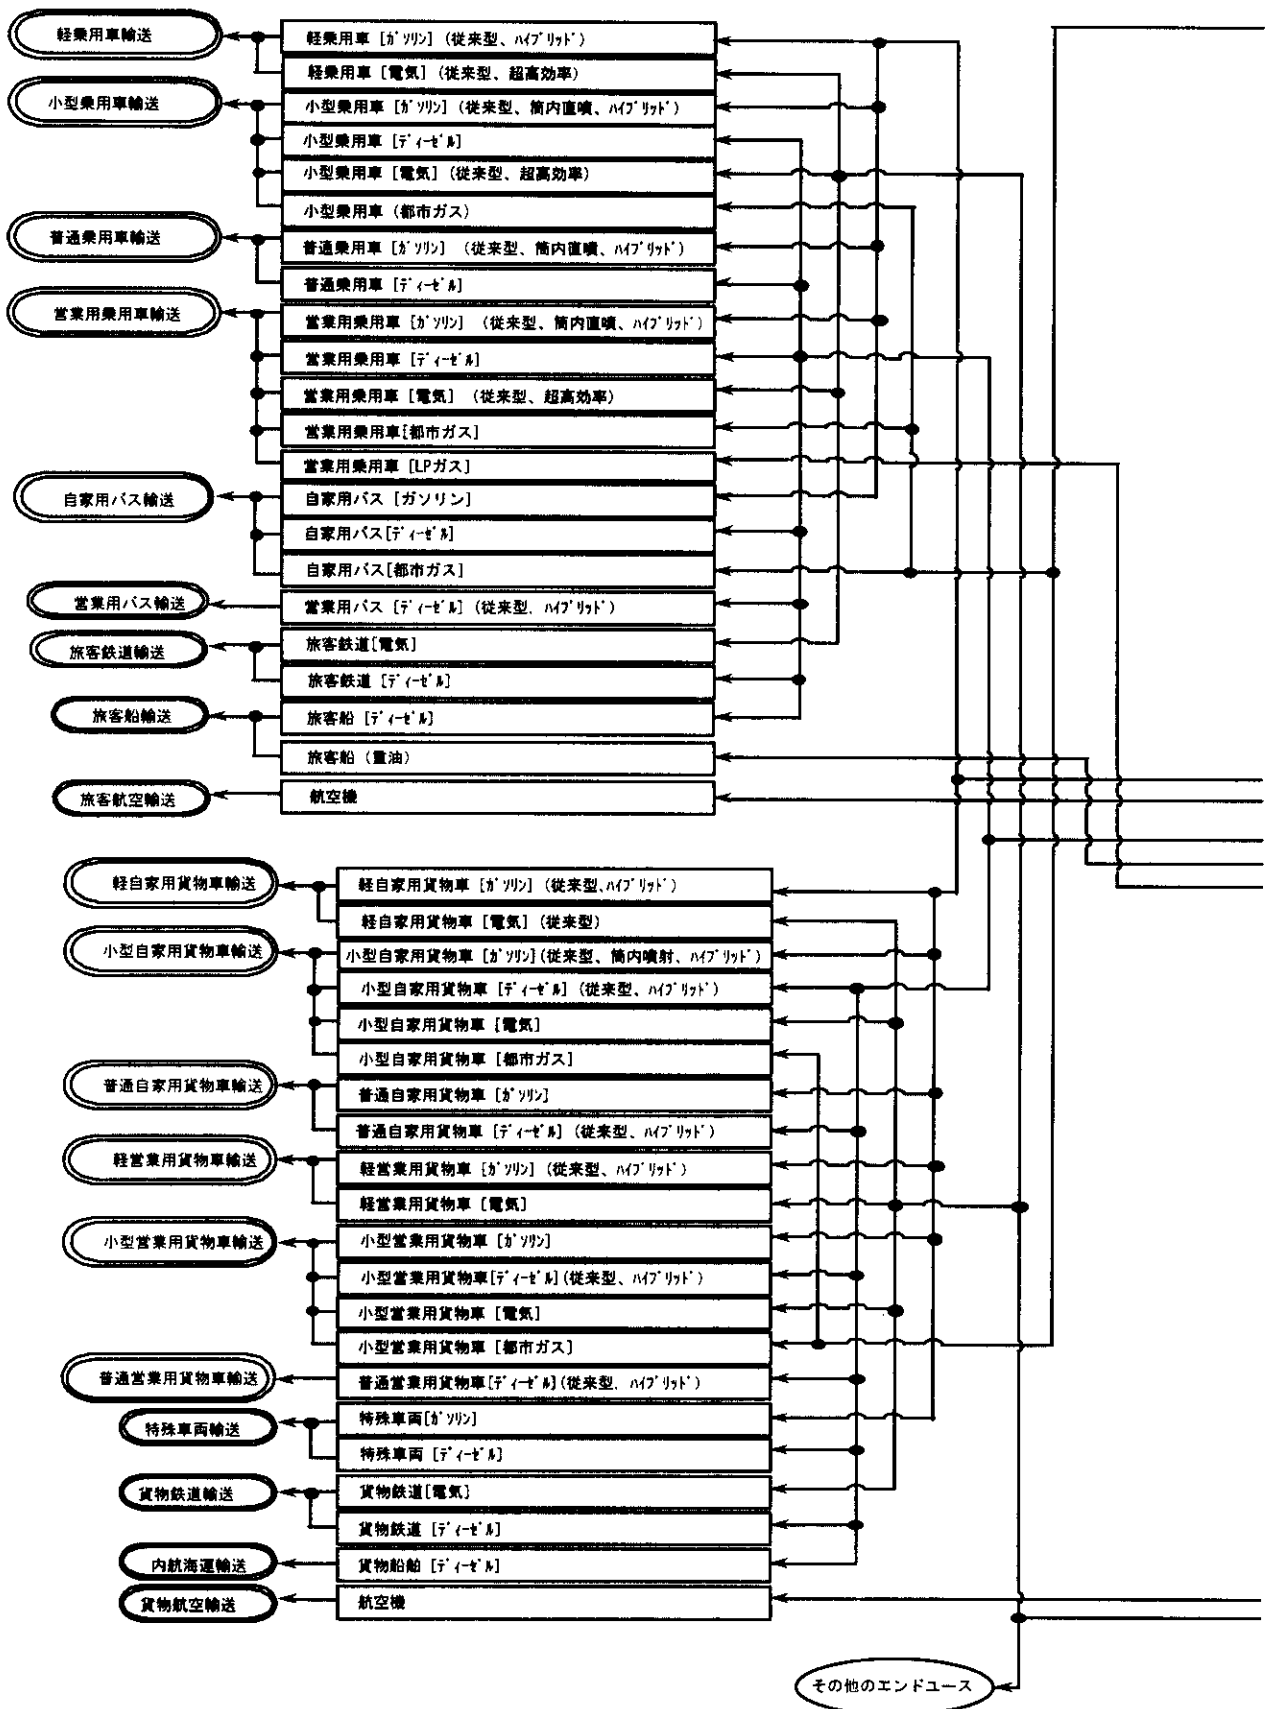 軽乗用車輸送
軽乗用車 [ｶﾞｿﾘﾝ] (従来型、ﾊｲﾌﾞﾘｯﾄﾞ)
軽乗用車 [電気] (従来型、超高効率)
小型乗用車輸送
小型乗用車 [ｶﾞｿﾘﾝ] (従来型、筒内直噴、ﾊｲﾌﾞﾘｯﾄﾞ)
小型乗用車 [ﾃﾞｨｰｾﾞﾙ]
小型乗用車 [電気] (従来型、超高効率)
小型乗用車 (都市ガス)
普通乗用車輸送
普通乗用車 [ｶﾞｿﾘﾝ] (従来型、筒内直噴、ﾊｲﾌﾞﾘｯﾄﾞ)
普通乗用車 [ﾃﾞｨｰｾﾞﾙ]
営業用乗用車輸送
営業用乗用車 [ｶﾞｿﾘﾝ] (従来型、筒内直噴、ﾊｲﾌﾞﾘｯﾄﾞ)
営業用乗用車 [ﾃﾞｨｰｾﾞﾙ]
営業用乗用車 [電気] (従来型、超高効率)
営業用乗用車[都市ガス]
営業用乗用車 [LPガス]
自家用バス輸送
自家用バス [ガソリン]
自家用バス[ﾃﾞｨｰｾﾞﾙ]
自家用バス[都市ガス]
営業用バス輸送
営業用バス [ﾃﾞｨｰｾﾞﾙ] (従来型、ﾊｲﾌﾞﾘｯﾄﾞ)
旅客鉄道輸送
旅客鉄道[電気]
旅客鉄道 [ﾃﾞｨｰｾﾞﾙ]
旅客船輸送
旅客船 [ﾃﾞｨｰｾﾞﾙ]
旅客船 (重油)
旅客航空輸送
航空機
軽自家用貨物車輸送
軽自家用貨物車 [ｶﾞｿﾘﾝ] (従来型、ﾊｲﾌﾞﾘｯﾄﾞ)
軽自家用貨物車 [電気] (従来型)
小型自家用貨物車輸送
小型自家用貨物車 [ｶﾞｿﾘﾝ](従来型、筒内噴射、ﾊｲﾌﾞﾘｯﾄﾞ)
小型自家用貨物車 [ﾃﾞｨｰｾﾞﾙ] (従来型、ﾊｲﾌﾞﾘｯﾄﾞ)
小型自家用貨物車 [電気]
小型自家用貨物車 [都市ガス]
普通自家用貨物車輸送
普通自家用貨物車 [ｶﾞｿﾘﾝ]
普通自家用貨物車 [ﾃﾞｨｰｾﾞﾙ] (従来型、ﾊｲﾌﾞﾘｯﾄﾞ)
軽営業用貨物車輸送
軽営業用貨物車 [ｶﾞｿﾘﾝ] (従来型、ﾊｲﾌﾞﾘｯﾄﾞ)
軽営業用貨物車 [電気]
小型営業用貨物車輸送
小型営業用貨物車 [ｶﾞｿﾘﾝ]
小型営業用貨物車[ﾃﾞｨｰｾﾞﾙ](従来型、ﾊｲﾌﾞﾘｯﾄﾞ)
小型営業用貨物車 [電気]
小型営業用貨物車 [都市ガス]
普通営業用貨物車輸送
普通営業用貨物車[ﾃﾞｨｰｾﾞﾙ](従来型、ﾊｲﾌﾞﾘｯﾄﾞ)
特殊車両輸送
特殊車両[ｶﾞｿﾘﾝ]
特殊車両 [ﾃﾞｨｰｾﾞﾙ]
貨物鉄道輸送
貨物鉄道[電気]
貨物鉄道 [ﾃﾞｨｰｾﾞﾙ]
内航海運輸送
貨物船舶 [ﾃﾞｨｰｾﾞﾙ]
貨物航空輸送
航空機
その他のエンドユース